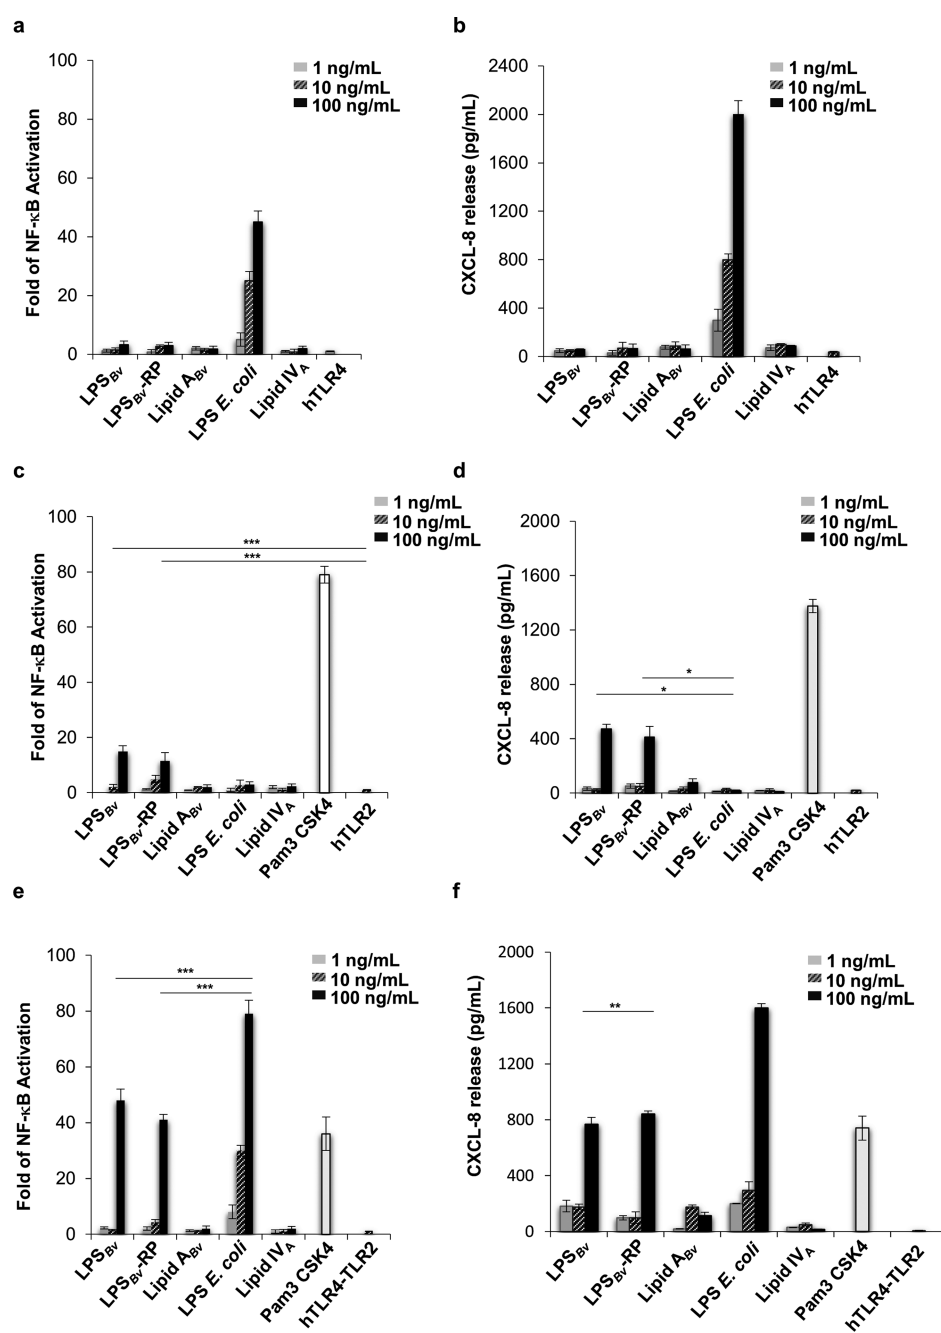 a
100
80
60
40
20
0
Fold of NF-κB Activation
1 ng/mL
10 ng/mL
100 ng/mL
LPSBv
LPSBv-RP
Lipid ABv
LPS E. coli
Lipid IVA
hTLR4
b
2400
2000
1600
1200
800
400
0
CXCL-8 release (pg/mL)
1 ng/mL
10 ng/mL
100 ng/mL
LPSBv
LPSBv-RP
Lipid ABv
LPS E. coli
Lipid IVA
hTLR4
c
100
80
60
40
20
0
Fold of NF-κB Activation
1 ng/mL
10 ng/mL
100 ng/mL
***
***
LPSBv
LPSBv-RP
Lipid ABv
LPS E. coli
Lipid IVA
Pam3 CSK4
hTLR2
d
2000
1600
1200
800
400
0
CXCL-8 release (pg/mL)
1 ng/mL
10 ng/mL
100 ng/mL
*
*
LPSBv
LPSBv-RP
Lipid ABv
LPS E. coli
Lipid IVA
Pam3 CSK4
hTLR2
e
100
80
60
40
20
0
Fold of NF-κB Activation
1 ng/mL
10 ng/mL
100 ng/mL
***
***
LPSBv
LPSBv-RP
Lipid ABv
LPS E. coli
Lipid IVA
Pam3 CSK4
hTLR4-TLR2
f
2000
1600
1200
800
400
0
CXCL-8 release (pg/mL)
1 ng/mL
10 ng/mL
100 ng/mL
**
LPSBv
LPSBv-RP
Lipid ABv
LPS E. coli
Lipid IVA
Pam3 CSK4
hTLR4-TLR2